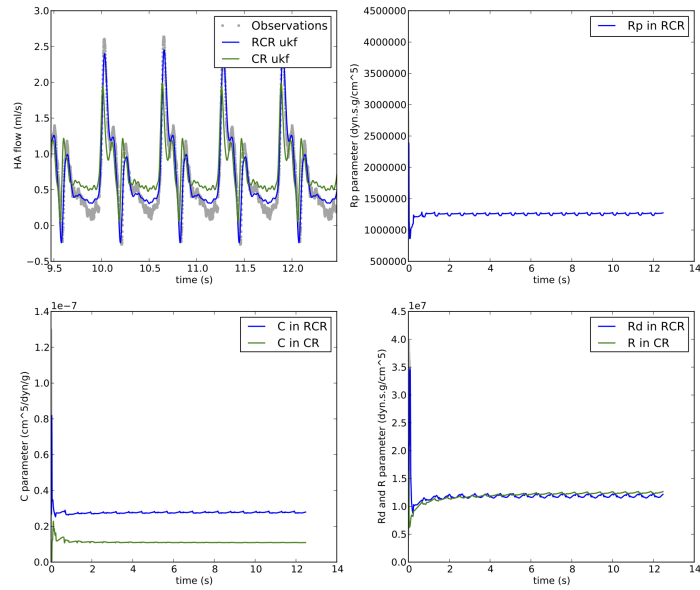 3.0
2.5
2.0
1.5
1.0
0.5
0.0
−0.5
HA flow (ml/s)
Observations
RCR ukf
CR ukf
9.5 10.0 10.5 11.0 11.5 12.0
time (s)
4500000
4000000
3500000
3000000
2500000
2000000
1500000
1000000
500000
Rp parameter (dyn.s.g/cm^5)
Rp in RCR
0 2 4 6 8 10 12 14
time (s)
1.4
1.2
1.0
0.8
0.6
0.4
0.2
0.0
1e−7
C parameter (cm^5/dyn/g)
C in RCR
C in CR
0 2 4 6 8 10 12 14
time (s)
4.5
4.0
3.5
3.0
2.5
2.0
1.5
1.0
0.5
0.0
1e7
Rd and R parameter (dyn.s.g/cm^5)
Rd in RCR
R in CR
0 2 4 6 8 10 12 14
time (s)